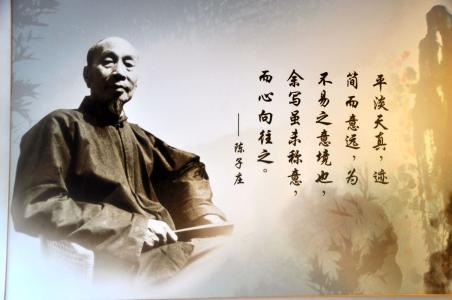 平淡天真，迹
简而意远，为
不易之意境也，
余写虽未称意，
而心向往之。
——陈子庄